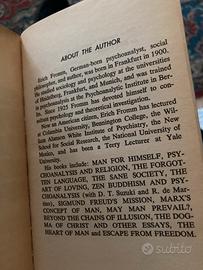 ABOUT THE AUTHOR
Erich Fromm, German-born psychoanalyst, social
philosopher, and author, was born in Frankfurt in 1900.
He studied sociology and psychology at the universities
of Heidelberg, Frankfurt, and Munich, and was trained
in psychoanalysis at the Psychoanalytic Institute in Ber-
lin. Since 1925 Fromm has devoted himself to consultant
psychology and theoretical investigation.
Now an American citizen, Erich Fromm has lectured
at Columbia University, Bennington College, the Wil-
liam Alanson White Institute of Psychiatry, the New
School for Social Research, the National University of
Mexico, and has been a Terry Lecturer at Yale
University.
His books include: MAN FOR HIMSELF, PSY-
CHOANALYSIS AND RELIGION, THE FORGOT-
TEN LANGUAGE, THE SANE SOCIETY, THE
ART OF LOVING, ZEN BUDDHISM AND PSY-
CHOANALYSIS (with D. T. Suzuki and R. de Mar-
tino), SIGMUND FREUD'S MISSION, MARX'S
CONCEPT OF MAN, MAY MAN PREVAIL?,
BEYOND THE CHAINS OF ILLUSION, THE DOG-
MA OF CHRIST AND OTHER ESSAYS, THE
HEART OF MAN and ESCAPE FROM FREEDOM.
subito